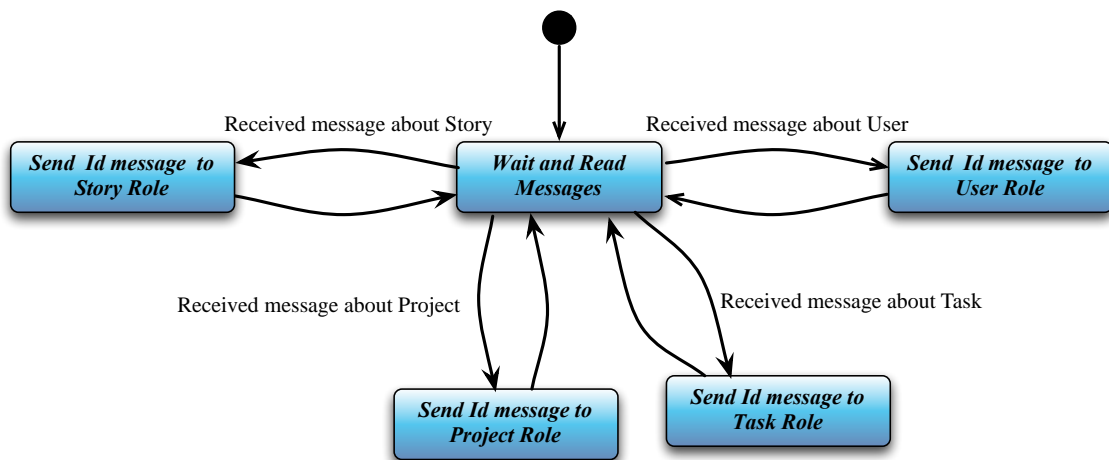 Received message about Story
Received message about User
Send Id message to
Story Role
Wait and Read
Messages
Send Id message to
User Role
Received message about Project
Received message about Task
Send Id message to
Project Role
Send Id message to
Task Role